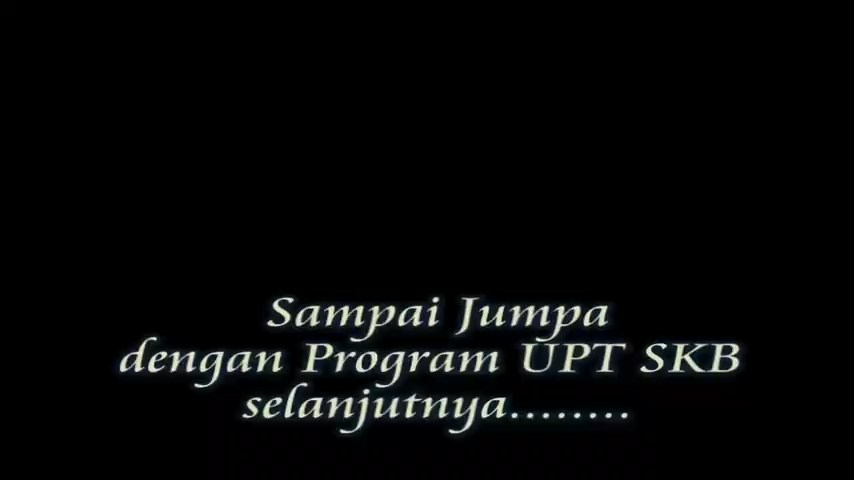 Sampai Jumpa
dengan Program UPT SKB
selanjutnya........